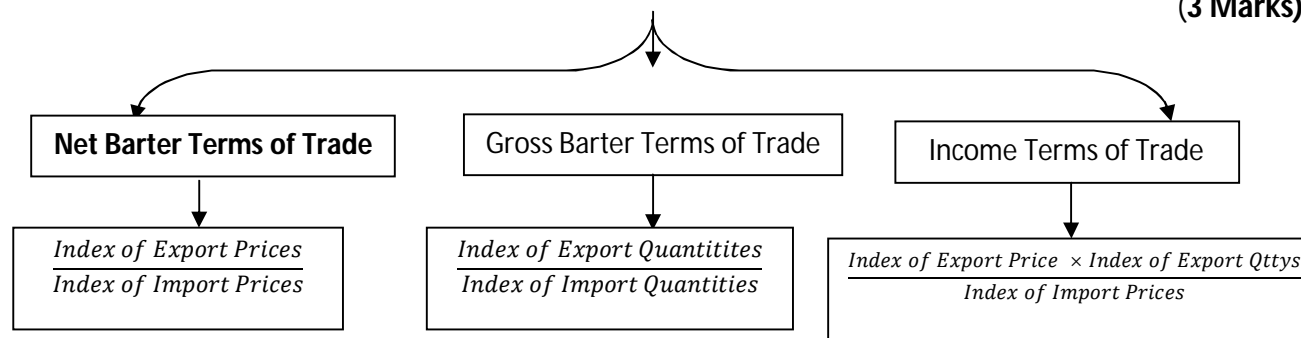 (3 Marks)
Net Barter Terms of Trade
Gross Barter Terms of Trade
Income Terms of Trade
Index of Export Prices
Index of Import Prices
Index of Export Quantitites
Index of Import Quantities
Index of Export Price × Index of Export Qttys
Index of Import Prices